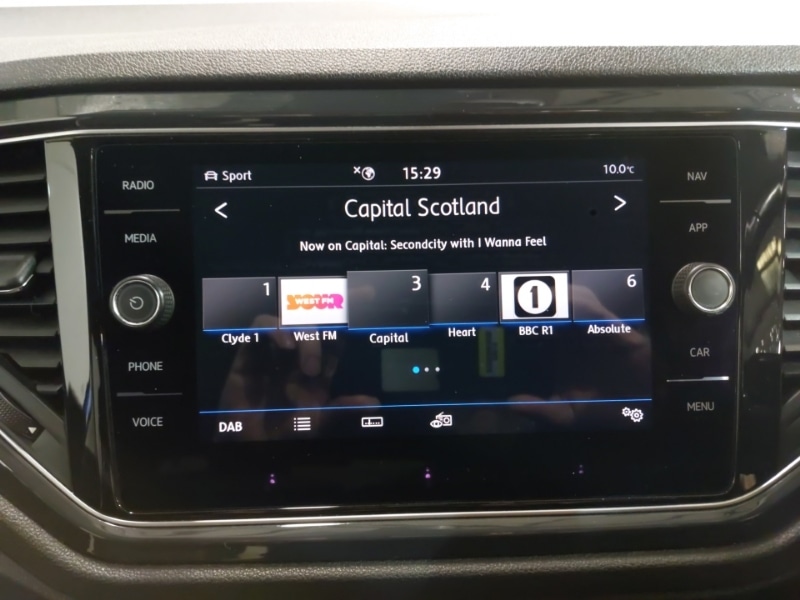 RADIO
MEDIA
PHONE
VOICE
Sport 15:29 10.0°C
< Capital Scotland >
Now on Capital: Secondcity with I Wanna Feel
1 3 4 6
YOUR
WEST FM
1
Clyde 1 West FM Capital Heart BBC R1 Absolute
DAB
NAV
APP
CAR
MENU